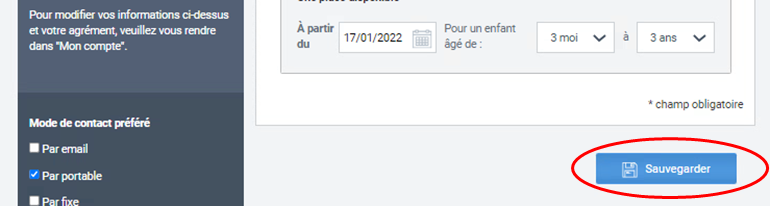 Pour modifier vos informations ci-dessus
et votre agrément, veuillez vous rendre
dans "Mon compte".
Mode de contact préféré
Par email
Par portable
Par fixe
À partir
du
17/01/2022
Pour un enfant
âgé de :
3 moi
à
3 ans
* champ obligatoire
Sauvegarder